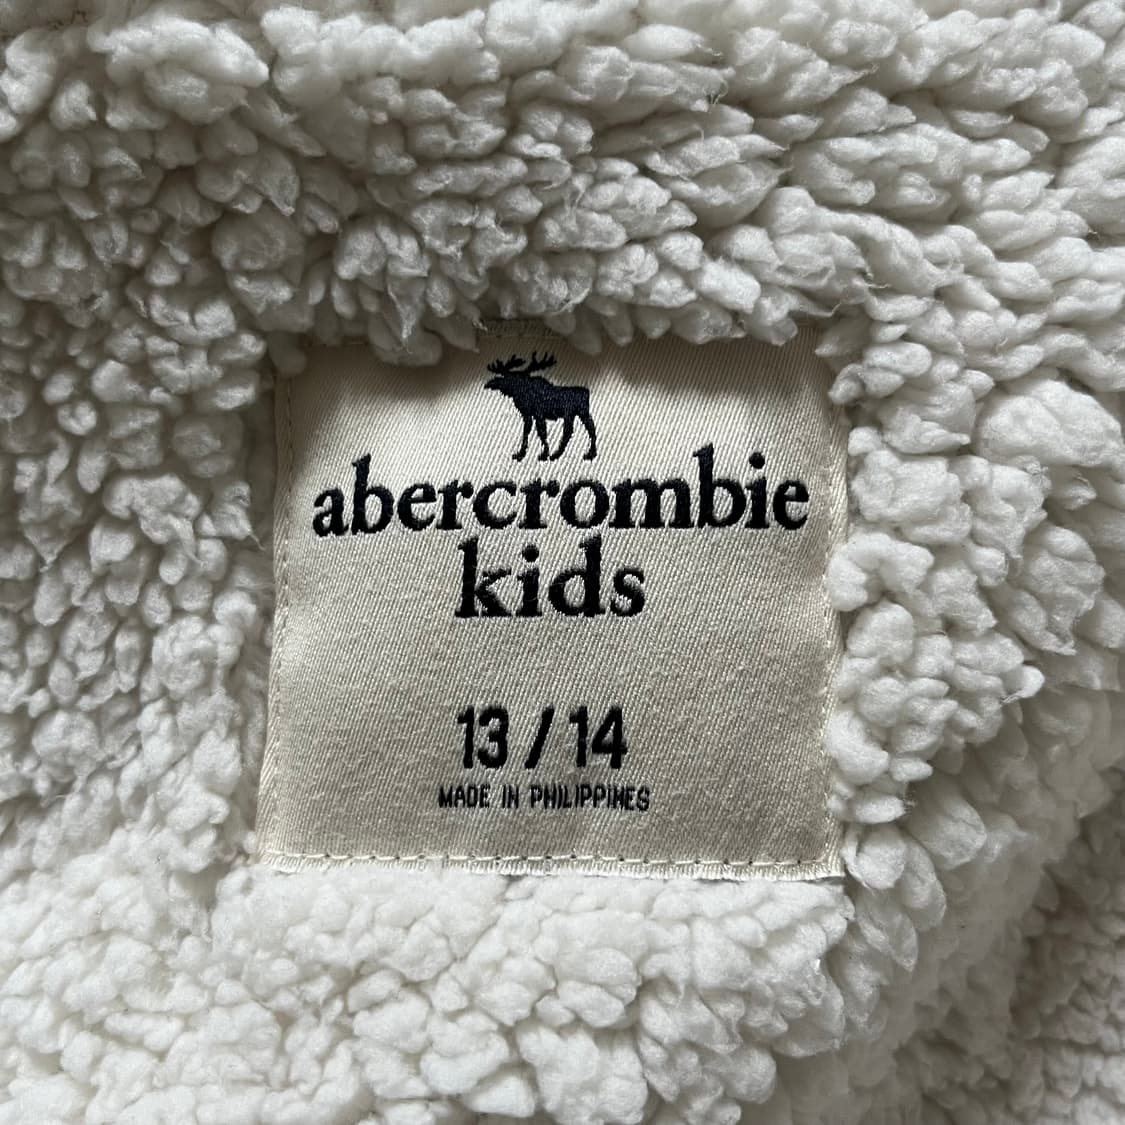 abercrombie
kids
13 / 14
MADE IN PHILIPPINES